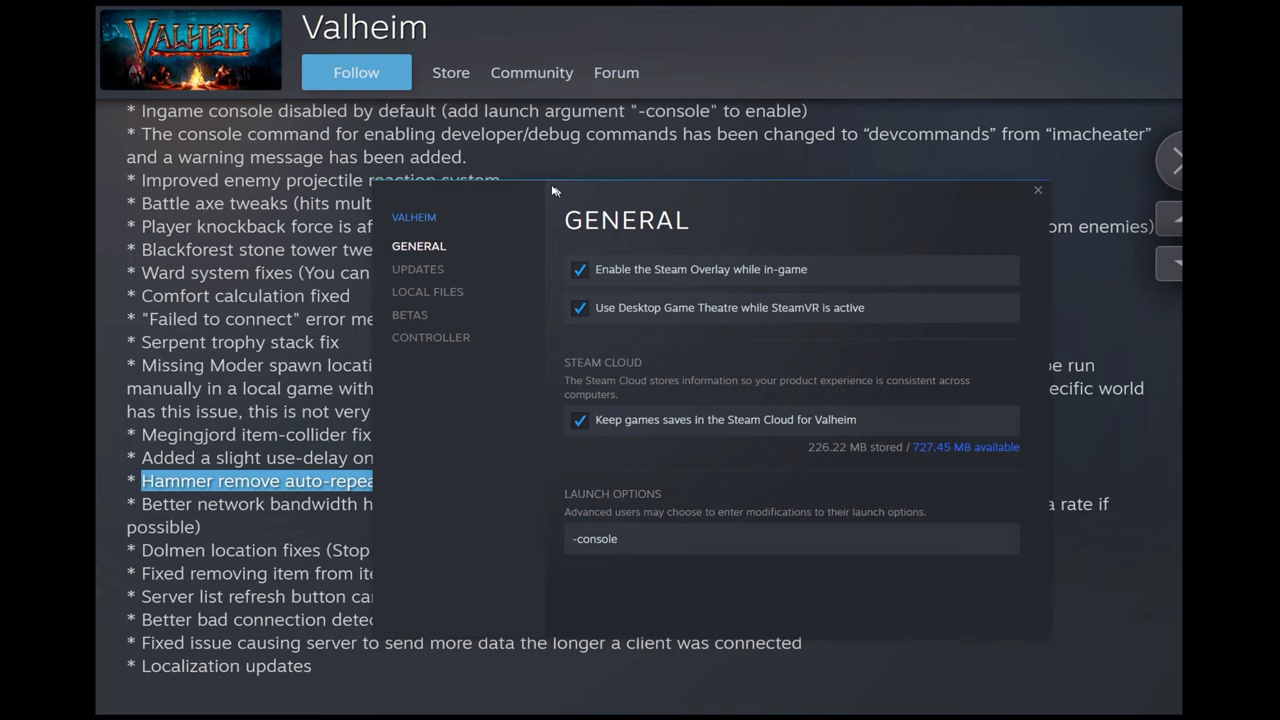 VALHEIM
Valheim
Follow
Store
Community
Forum
* Ingame console disabled by default (add launch argument "-console" to enable)
* The console command for enabling developer/debug commands has been changed to “devcommands” from “imacheater”
and a warning message has been added.
* Improved enemy projectile reaction system
* Battle axe tweaks (hits mult
* Player knockback force is af
om enemies)
* Blackforest stone tower twe
* Ward system fixes (You can
* Comfort calculation fixed
* "Failed to connect" error me
* Serpent trophy stack fix
* Missing Moder spawn locati
be run
manually in a local game with
ecific world
has this issue, this is not very
* Megingjord item-collider fix
* Added a slight use-delay on
* Hammer remove auto-repea
* Better network bandwidth h
a rate if
possible)
* Dolmen location fixes (Stop
* Fixed removing item from ite
* Server list refresh button can
* Better bad connection detec
* Fixed issue causing server to send more data the longer a client was connected
* Localization updates
VALHEIM
GENERAL
UPDATES
LOCAL FILES
BETAS
CONTROLLER
GENERAL
Enable the Steam Overlay while in-game
Use Desktop Game Theatre while SteamVR is active
STEAM CLOUD
The Steam Cloud stores information so your product experience is consistent across
computers.
Keep games saves in the Steam Cloud for Valheim
226.22 MB stored / 727.45 MB available
LAUNCH OPTIONS
Advanced users may choose to enter modifications to their launch options.
-console